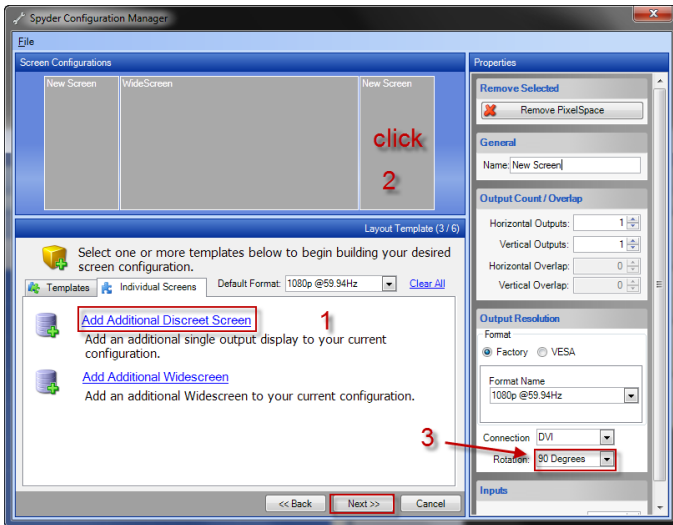 Spyder Configuration Manager
File
Screen Configurations
New Screen
WideScreen
New Screen
click
2
Layout Template (3 / 6)
Select one or more templates below to begin building your desired
screen configuration.
Templates
Individual Screens
Default Format: 1080p @59.94Hz
Clear All
Add Additional Discreet Screen
1
Add an additional single output display to your current
configuration.
Add Additional Widescreen
Add an additional Widescreen to your current configuration.
<< Back
Next >>
Cancel
Properties
Remove Selected
Remove PixelSpace
General
Name: New Screen
Output Count / Overlap
Horizontal Outputs: 1
Vertical Outputs: 1
Horizontal Overlap: 0
Vertical Overlap: 0
Output Resolution
Format
Factory
VESA
Format Name
1080p @59.94Hz
3
Connection DVI
Rotation: 90 Degrees
Inputs